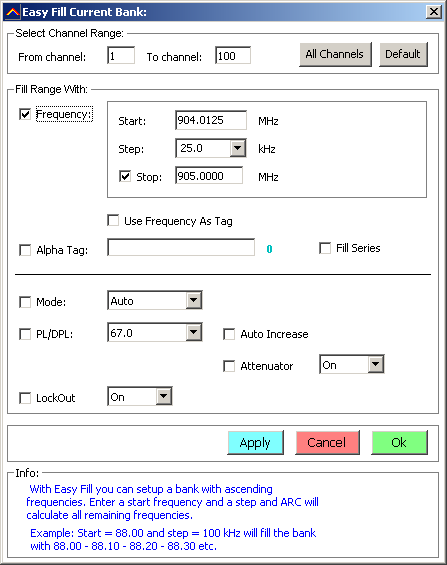 Easy Fill Current Bank:
Select Channel Range:
From channel: 1 To channel: 100 All Channels Default
Fill Range With:
Frequency:
Start: 904.0125 MHz
Step: 25.0 kHz
Stop: 905.0000 MHz
Use Frequency As Tag
Alpha Tag: 0 Fill Series
Mode: Auto
PL/DPL: 67.0 Auto Increase
Attenuator On
LockOut On
Apply Cancel Ok
Info:
With Easy Fill you can setup a bank with ascending
frequencies. Enter a start frequency and a step and ARC will
calculate all remaining frequencies.
Example: Start = 88.00 and step = 100 kHz will fill the bank
with 88.00 - 88.10 - 88.20 - 88.30 etc.